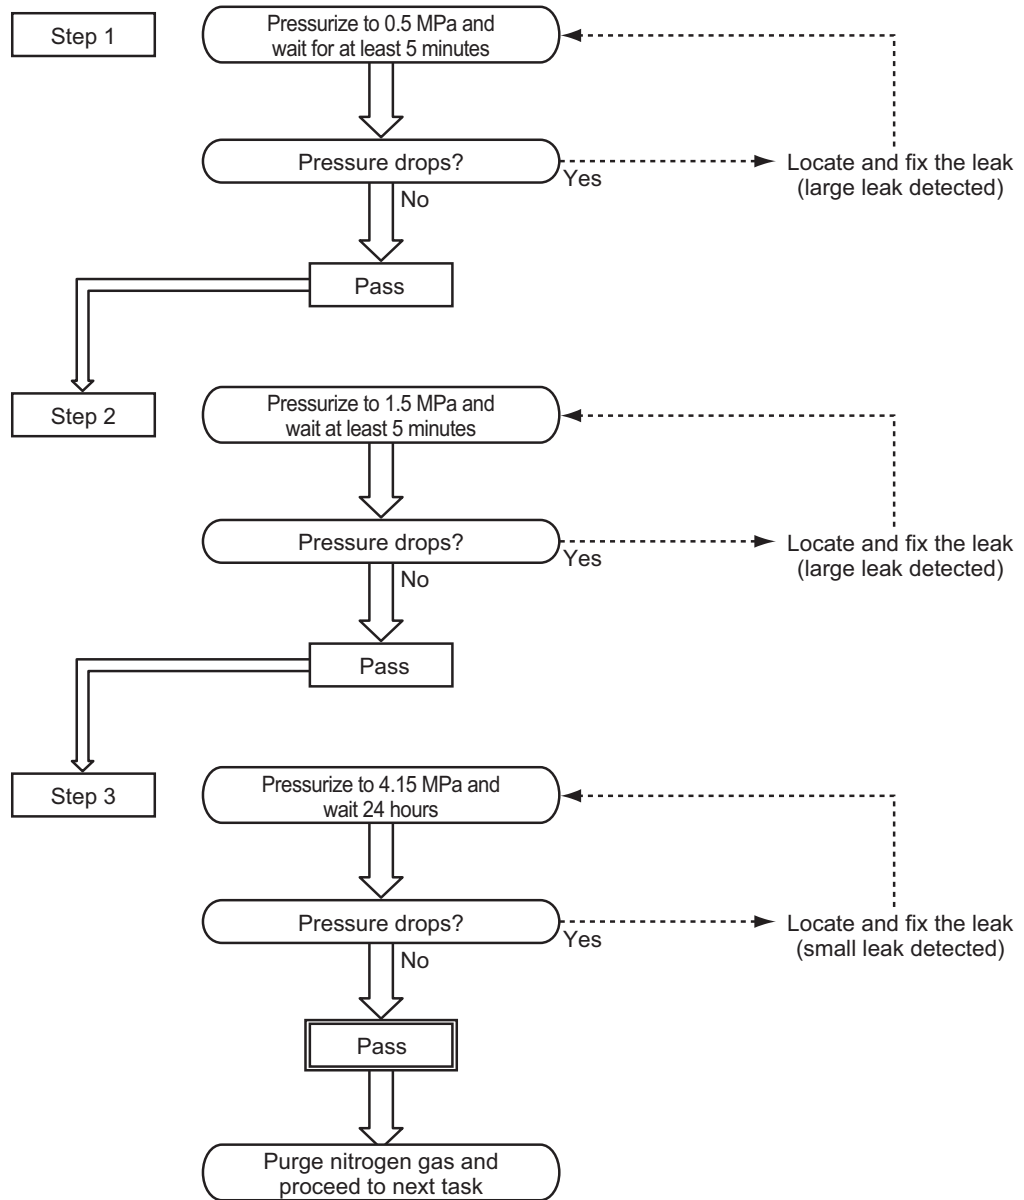 Step 1
Pressurize to 0.5 MPa and
wait for at least 5 minutes
Pressure drops?
Yes
Locate and fix the leak
(large leak detected)
No
Pass
Step 2
Pressurize to 1.5 MPa and
wait at least 5 minutes
Pressure drops?
Yes
Locate and fix the leak
(large leak detected)
No
Pass
Step 3
Pressurize to 4.15 MPa and
wait 24 hours
Pressure drops?
Yes
Locate and fix the leak
(small leak detected)
No
Pass
Purge nitrogen gas and
proceed to next task